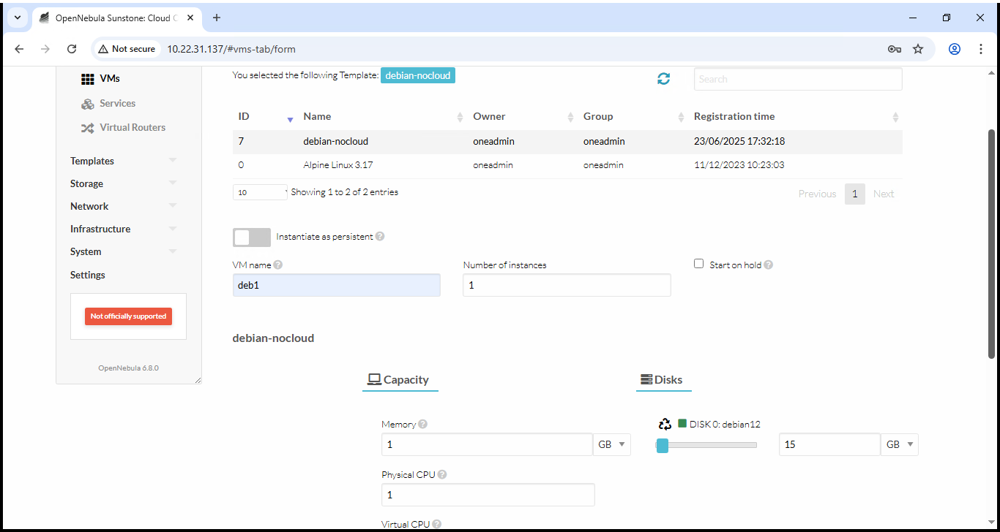 OpenNebula Sunstone: Cloud
Not secure
10.22.31.137/#vms-tab/form
VMs
Services
Virtual Routers
Templates
Storage
Network
Infrastructure
System
Settings
Not officially supported
OpenNebula 6.8.0
You selected the following Template: debian-nocloud
Search
ID Name Owner Group Registration time
7 debian-nocloud oneadmin oneadmin 23/06/2025 17:32:18
0 Alpine Linux 3.17 oneadmin oneadmin 11/12/2023 10:23:03
10 Showing 1 to 2 of 2 entries
Previous 1 Next
Instantiate as persistent ?
VM name ? Number of instances Start on hold ?
deb1 1
debian-nocloud
Capacity Disks
Memory ? DISK 0: debian12
1 GB 15 GB
Physical CPU ?
1
Virtual CPU ?